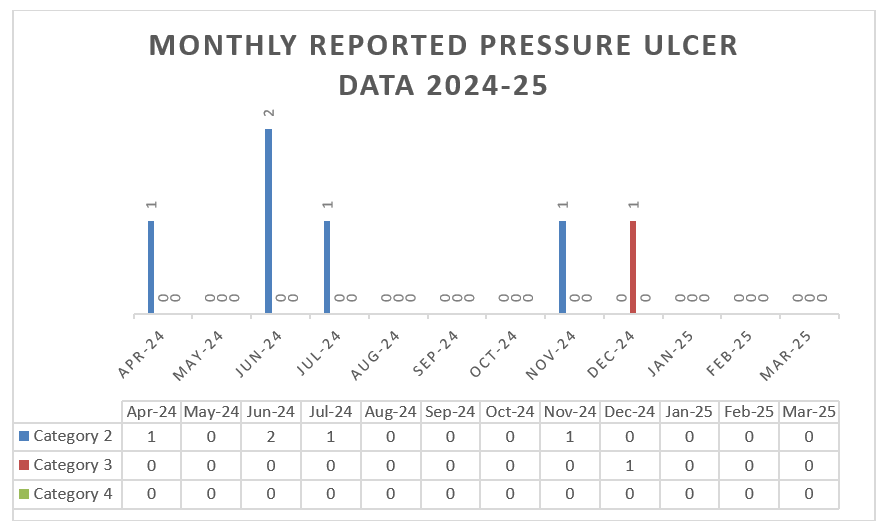 MONTHLY REPORTED PRESSURE ULCER
DATA 2024-25
1 0 0 0 0 0 2 0 0 1 0 0 0 0 0 0 0 0 0 0 0 1 0 0 0 1 0 0 0 0 0 0 0 0 0 0
APR-24 MAY-24 JUN-24 JUL-24 AUG-24 SEP-24 OCT-24 NOV-24 DEC-24 JAN-25 FEB-25 MAR-25
Apr-24 May-24 Jun-24 Jul-24 Aug-24 Sep-24 Oct-24 Nov-24 Dec-24 Jan-25 Feb-25 Mar-25
Category 2 1 0 2 1 0 0 0 1 0 0 0 0
Category 3 0 0 0 0 0 0 0 0 1 0 0 0
Category 4 0 0 0 0 0 0 0 0 0 0 0 0